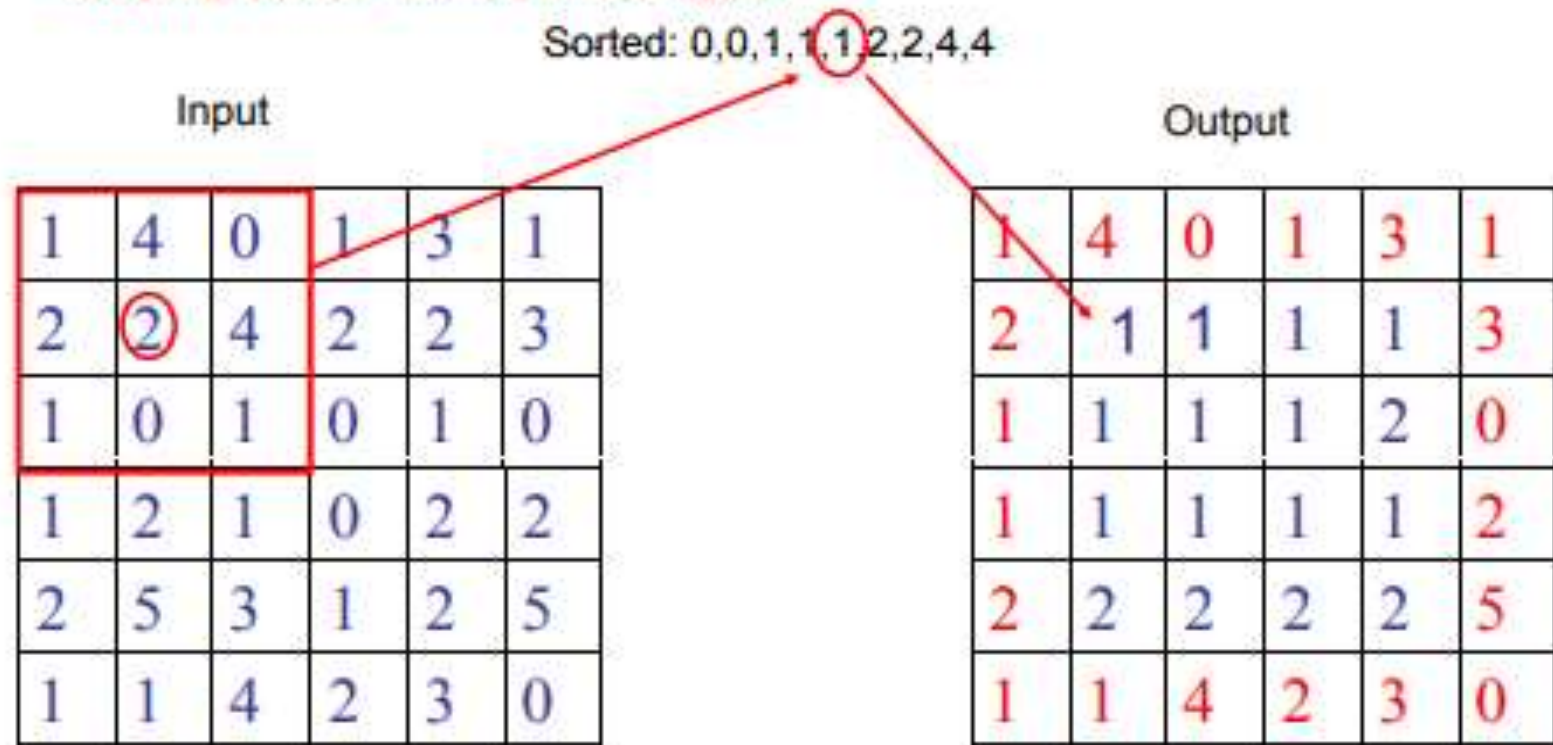 Sorted: 0,0,1,1,1,2,2,4,4
Input
Output
1 4 0 1 3 1
2 2 4 2 2 3
1 0 1 0 1 0
1 2 1 0 2 2
2 5 3 1 2 5
1 1 4 2 3 0
1 4 0 1 3 1
2 1 1 1 1 3
1 1 1 1 2 0
1 1 1 1 1 2
2 2 2 2 2 5
1 1 4 2 3 0